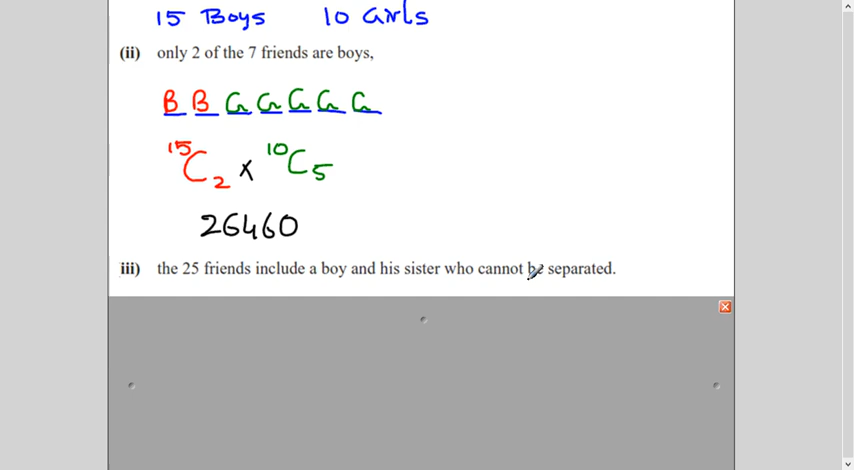 15 Boys 10 Girls
(ii) only 2 of the 7 friends are boys,
B B G G G G G
¹⁵C₂ × ¹⁰C₅
26460
iii) the 25 friends include a boy and his sister who cannot be separated.